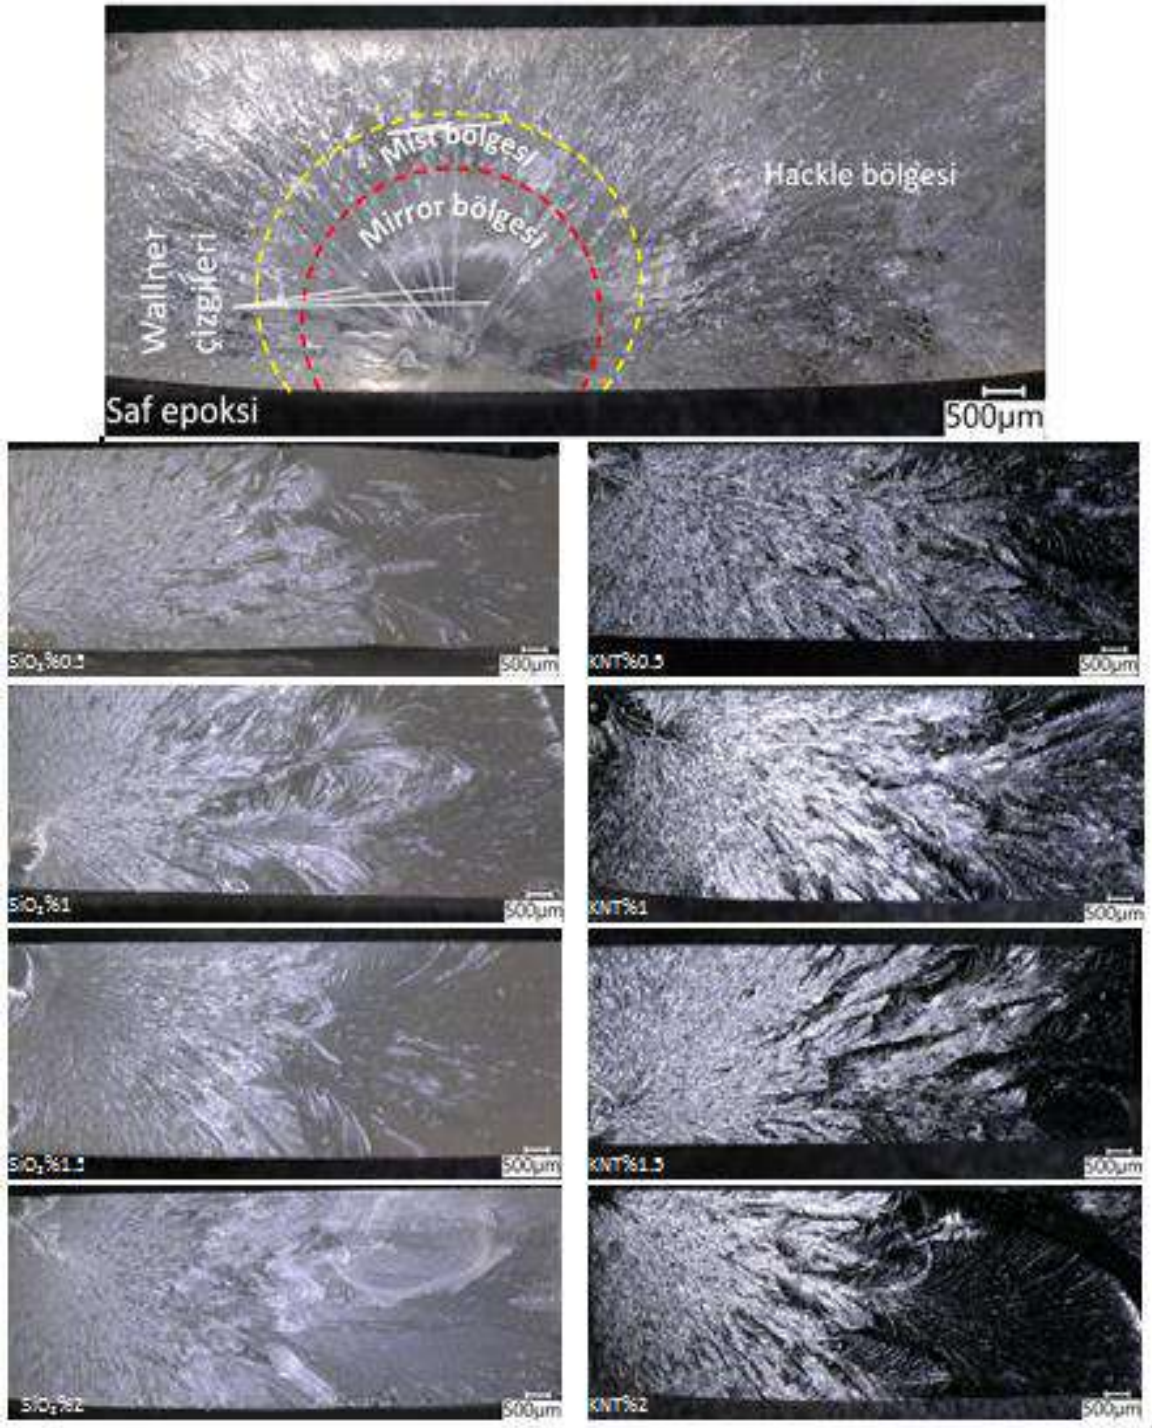 Mist bölgesi
Mirror bölgesi
Hackle bölgesi
Wallner
çizgileri
Saf epoksi
500µm
SiO₂%0.5
500µm
KNT%0.5
500µm
SiO₂%1
500µm
KNT%1
500µm
SiO₂%1.5
500µm
KNT%1.5
500µm
SiO₂%2
500µm
KNT%2
500µm